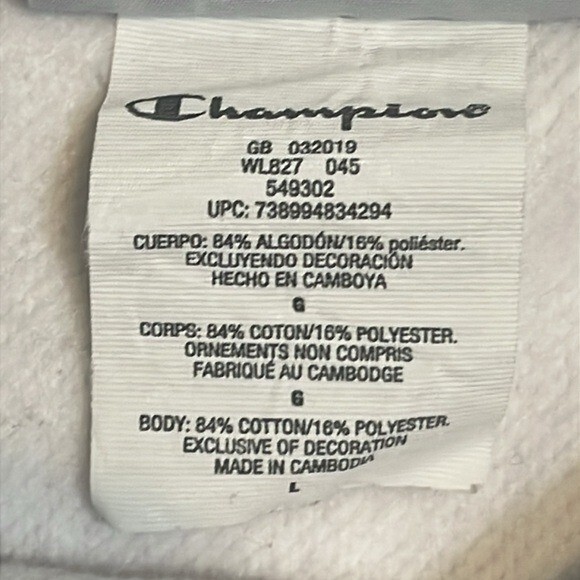 Champion
GB 032019
WL827 045
549302
UPC: 738994834294
CUERPO: 84% ALGODÓN/16% poliéster.
EXCLUYENDO DECORACIÓN
HECHO EN CAMBOYA
G
CORPS: 84% COTON/16% POLYESTER.
ORNEMENTS NON COMPRIS
FABRIQUÉ AU CAMBODGE
G
BODY: 84% COTTON/16% POLYESTER.
EXCLUSIVE OF DECORATION
MADE IN CAMBODIA
L